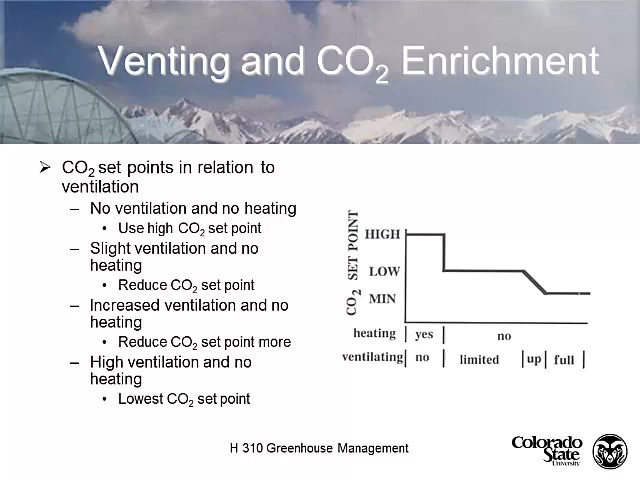 Venting and CO2 Enrichment
➢ CO2 set points in relation to
ventilation
– No ventilation and no heating
• Use high CO2 set point
– Slight ventilation and no
heating
• Reduce CO2 set point
– Increased ventilation and no
heating
• Reduce CO2 set point more
– High ventilation and no
heating
• Lowest CO2 set point
CO2 SET POINT
HIGH
LOW
MIN
heating | yes | no
ventilating | no | limited | up | full |
H 310 Greenhouse Management
Colorado
State
University